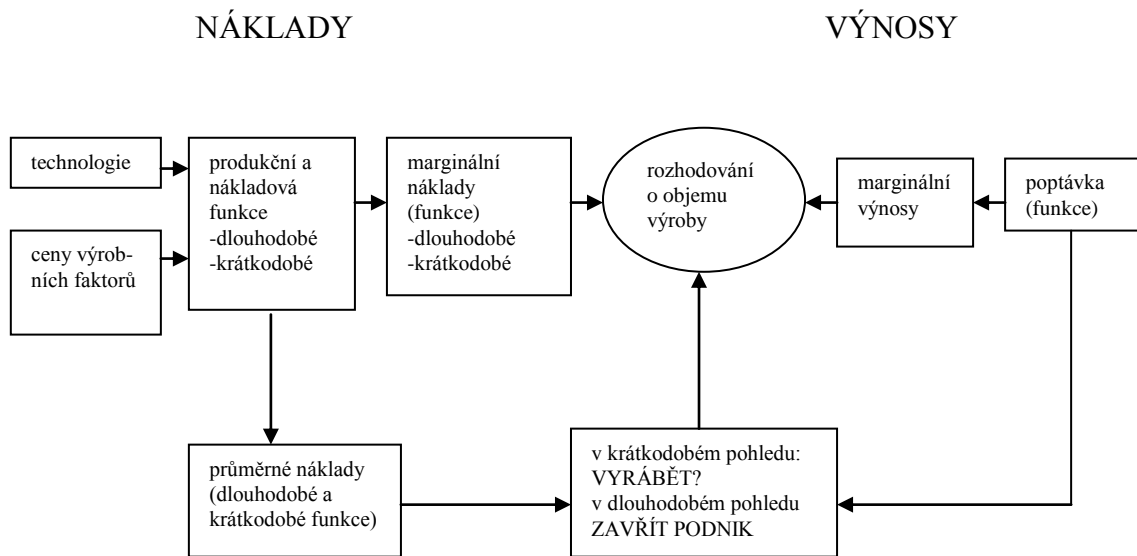 NÁKLADY
VÝNOSY
technologie
ceny výrob-
ních faktorů
produkční a
nákladová
funkce
-dlouhodobé
-krátkodobé
marginální
náklady
(funkce)
-dlouhodobé
-krátkodobé
rozhodování
o objemu
výroby
marginální
výnosy
poptávka
(funkce)
průměrné náklady
(dlouhodobé a
krátkodobé funkce)
v krátkodobém pohledu:
VYRÁBĚT?
v dlouhodobém pohledu
ZAVŘÍT PODNIK